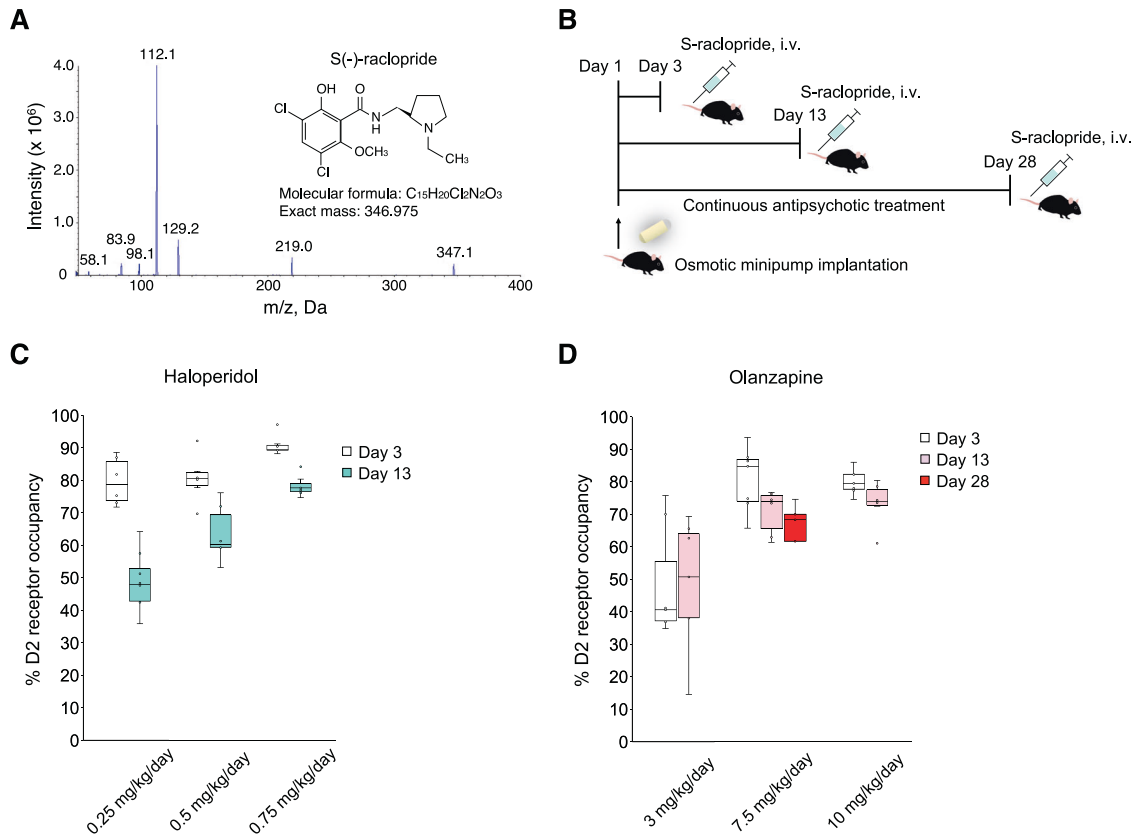 A
4.0
3.0
2.0
1.0
0
Intensity (x 10⁶)
112.1
58.1
83.9
98.1
129.2
219.0
347.1
100
200
300
400
m/z, Da
S(-)-raclopride
OH
O
Cl
N
H
N
OCH₃
CH₃
Cl
Molecular formula: C₁₅H₂₀Cl₂N₂O₃
Exact mass: 346.975
B
S-raclopride, i.v.
Day 1
Day 3
S-raclopride, i.v.
Day 13
S-raclopride, i.v.
Day 28
Continuous antipsychotic treatment
Osmotic minipump implantation
C
Haloperidol
% D2 receptor occupancy
100
90
80
70
60
50
40
30
20
10
0
Day 3
Day 13
0.25 mg/kg/day
0.5 mg/kg/day
0.75 mg/kg/day
D
Olanzapine
% D2 receptor occupancy
100
90
80
70
60
50
40
30
20
10
0
Day 3
Day 13
Day 28
3 mg/kg/day
7.5 mg/kg/day
10 mg/kg/day